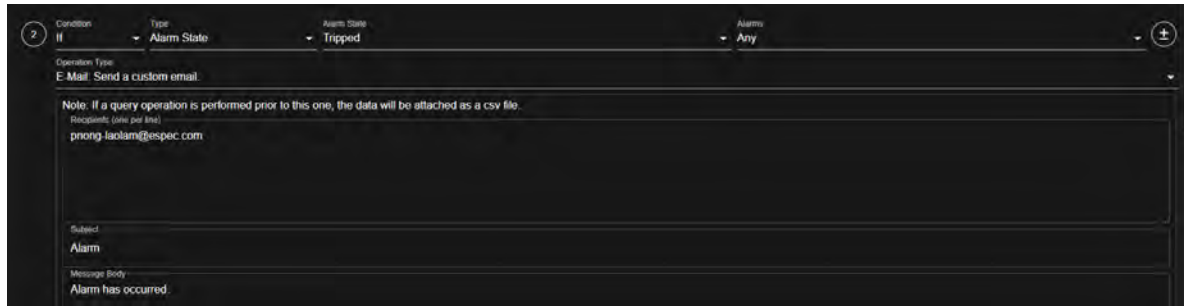 Condition Type Alarm State Alarms
2 If Alarm State Tripped Any ±
Operation Type
E-Mail: Send a custom email.
Note: If a query operation is performed prior to this one, the data will be attached as a csv file.
Recipients (one per line)
pnong-laolam@espec.com
Subject
Alarm
Message Body
Alarm has occurred.